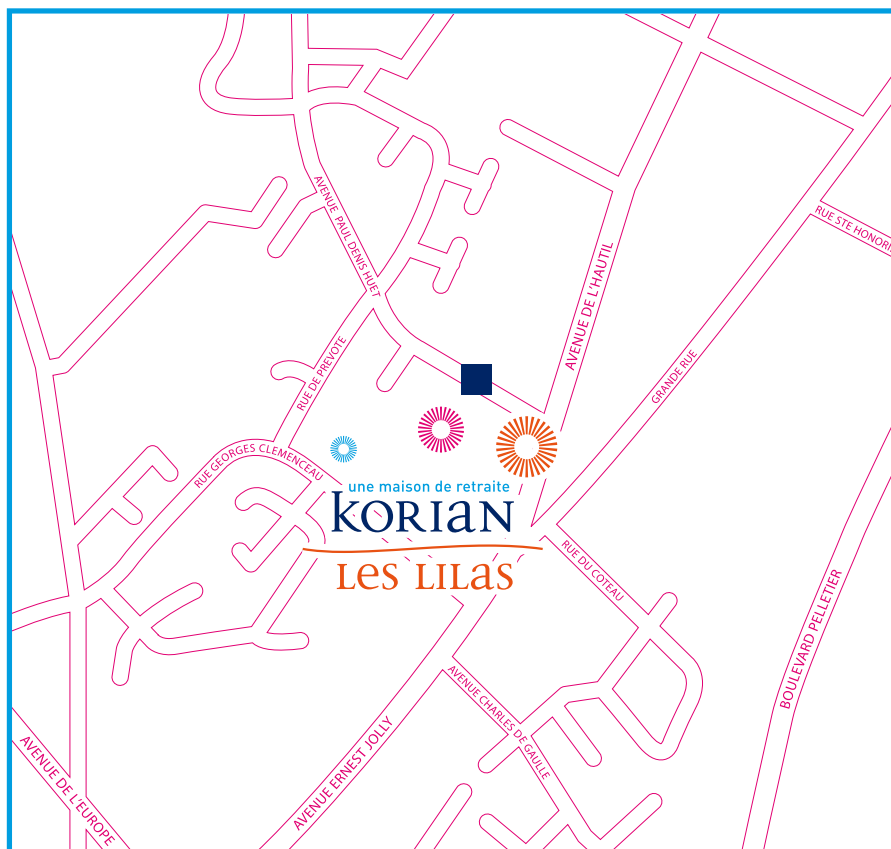 AVENUE PAUL DENIS HUET
RUE STE HONORI
AVENUE DE L'HAUTIL
RUE DE PREVOTE
GRANDE RUE
RUE GEORGES CLEMENCEAU
une maison de retraite
KORIAN
LES LILAS
RUE DU COTEAU
BOULEVARD PELLETIER
AVENUE CHARLES DE GAULLE
AVENUE ERNEST JOLLY
AVENUE DE L'EUROPE